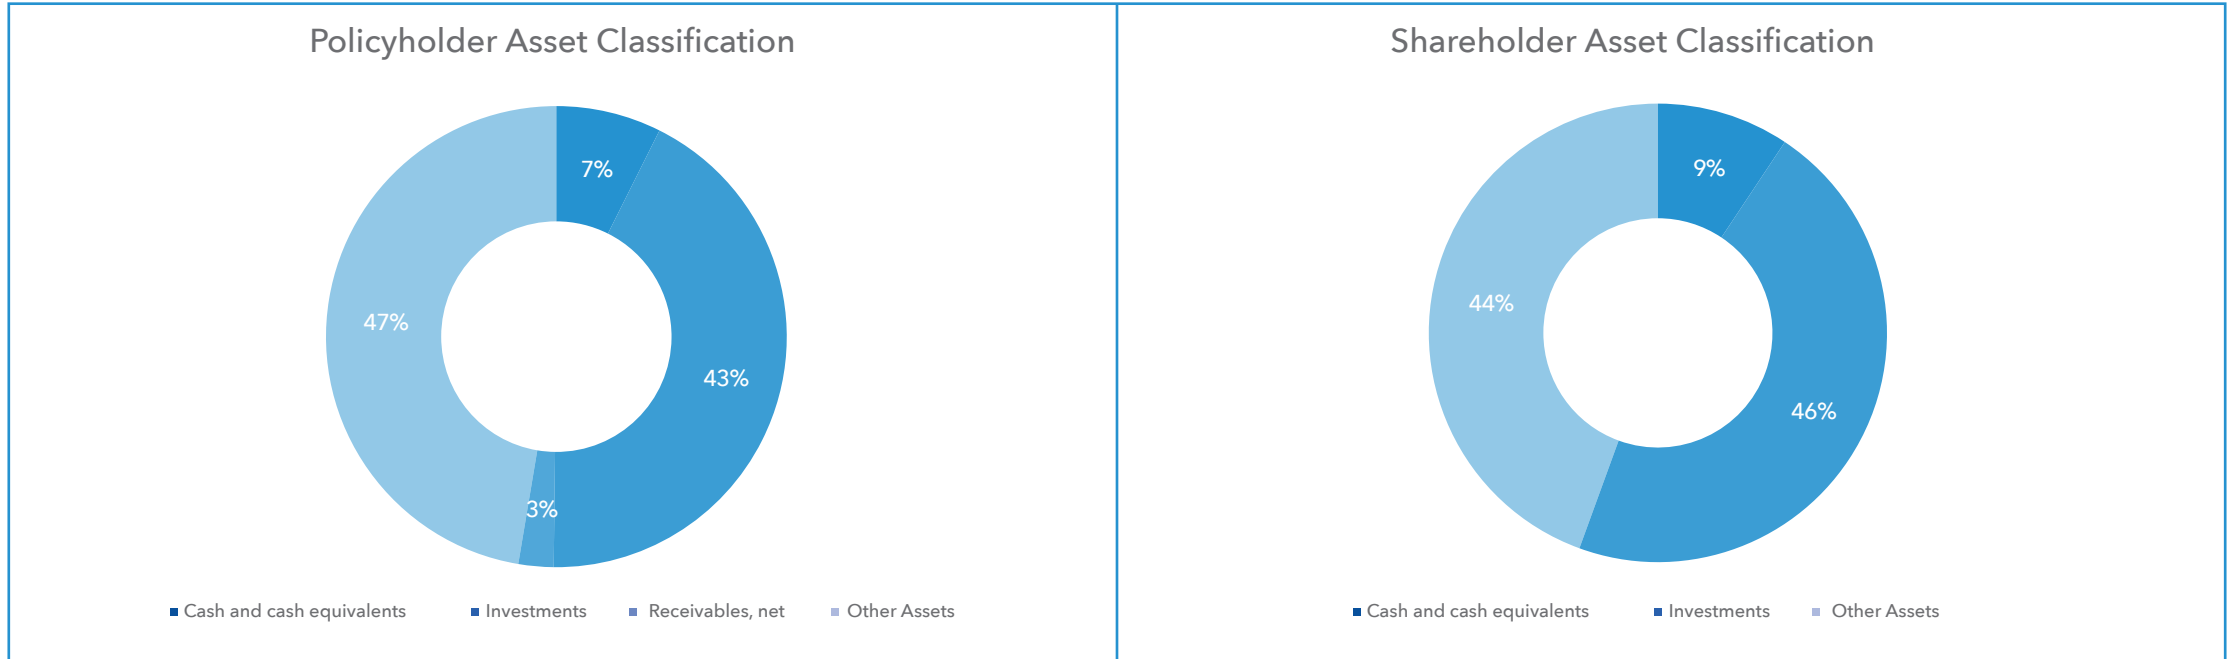 Policyholder Asset Classification
7%
47%
43%
3%
Cash and cash equivalents Investments Receivables, net Other Assets
Shareholder Asset Classification
9%
44%
46%
Cash and cash equivalents Investments Other Assets